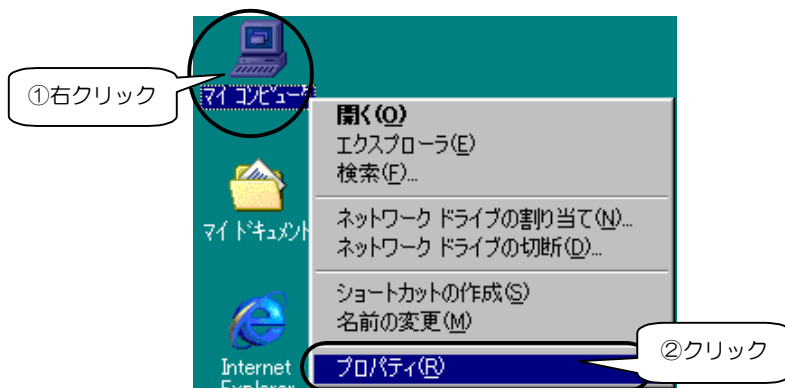 ①右クリック
マイ コンピュータ
開く(O)
エクスプローラ(E)
検索(F)...
マイ ドキュメント
ネットワーク ドライブの割り当て(N)...
ネットワーク ドライブの切断(D)...
ショートカットの作成(S)
名前の変更(M)
②クリック
プロパティ(R)
Internet
Explorer